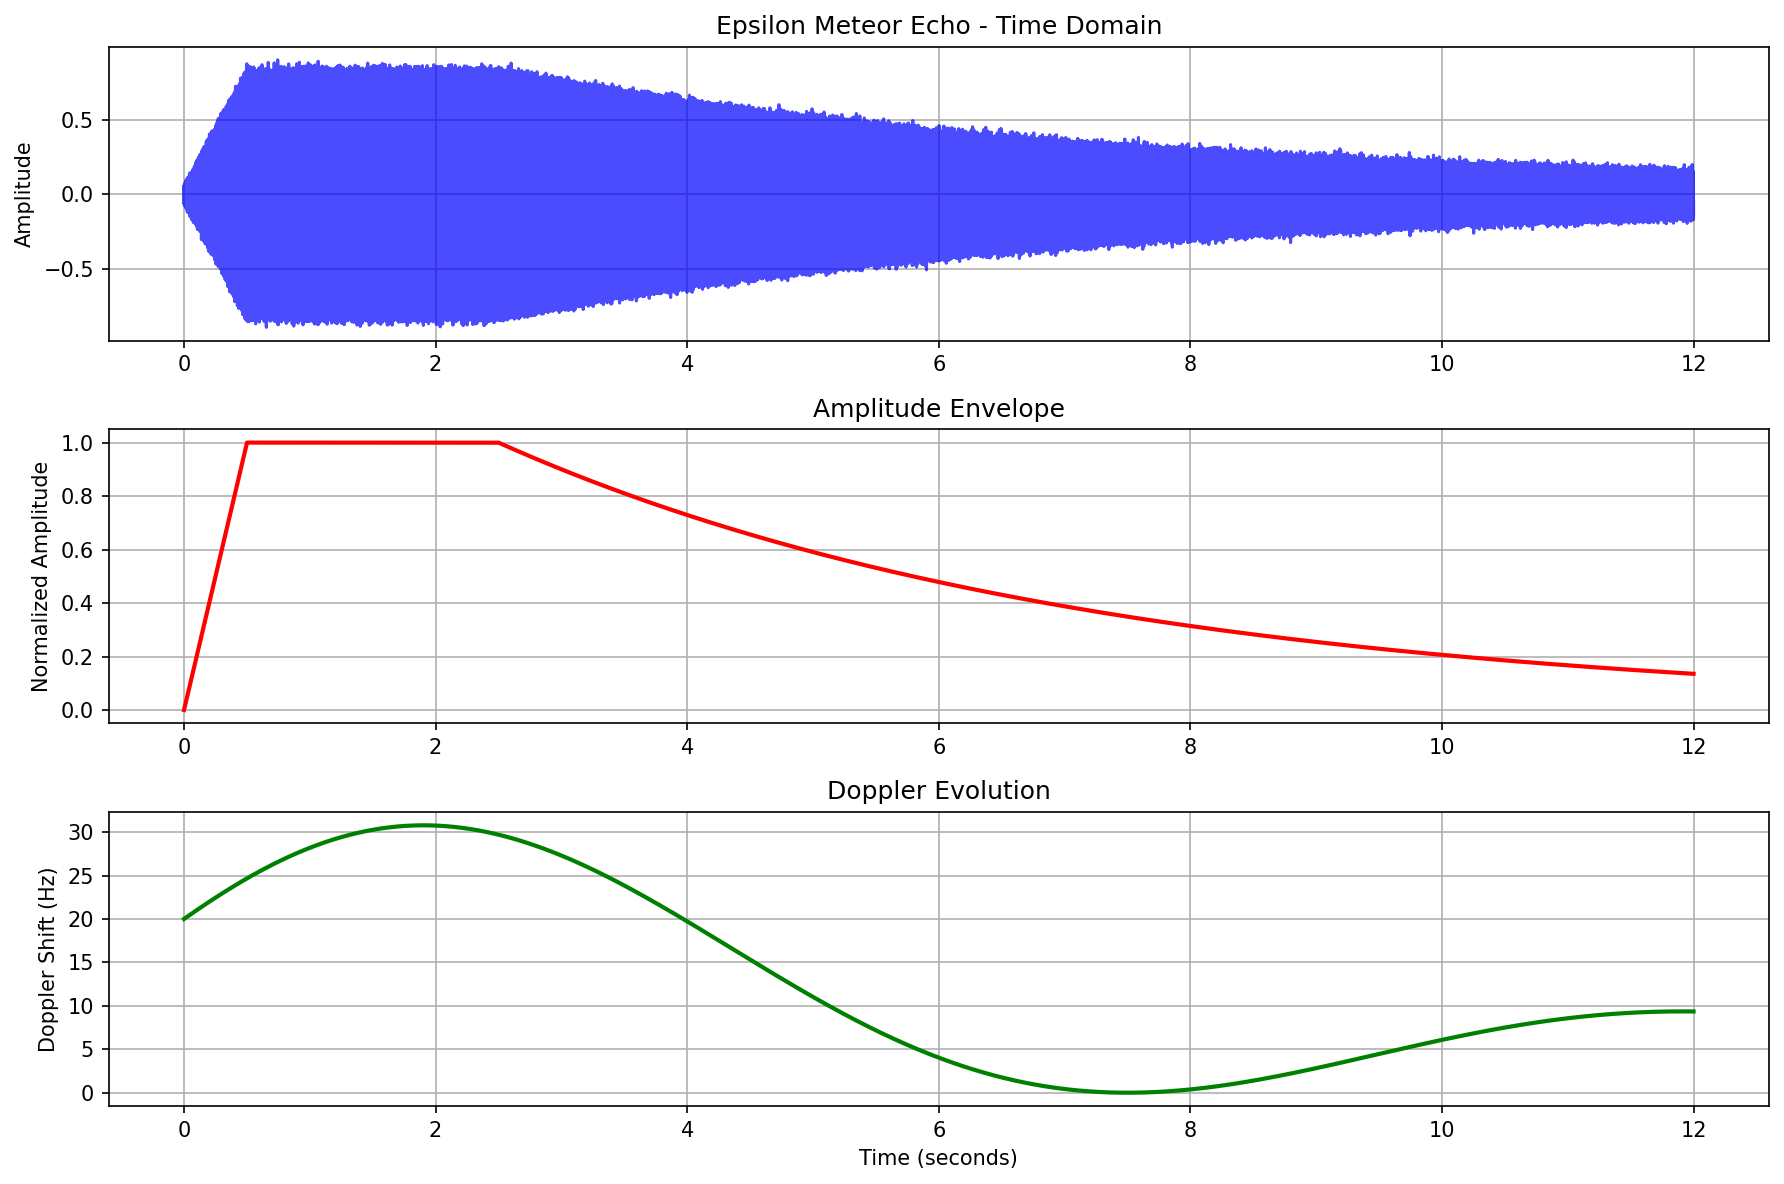 Epsilon Meteor Echo - Time Domain
Amplitude
0.5
0.0
−0.5
0 2 4 6 8 10 12
Amplitude Envelope
Normalized Amplitude
1.0
0.8
0.6
0.4
0.2
0.0
0 2 4 6 8 10 12
Doppler Evolution
Doppler Shift (Hz)
30
25
20
15
10
5
0
0 2 4 6 8 10 12
Time (seconds)